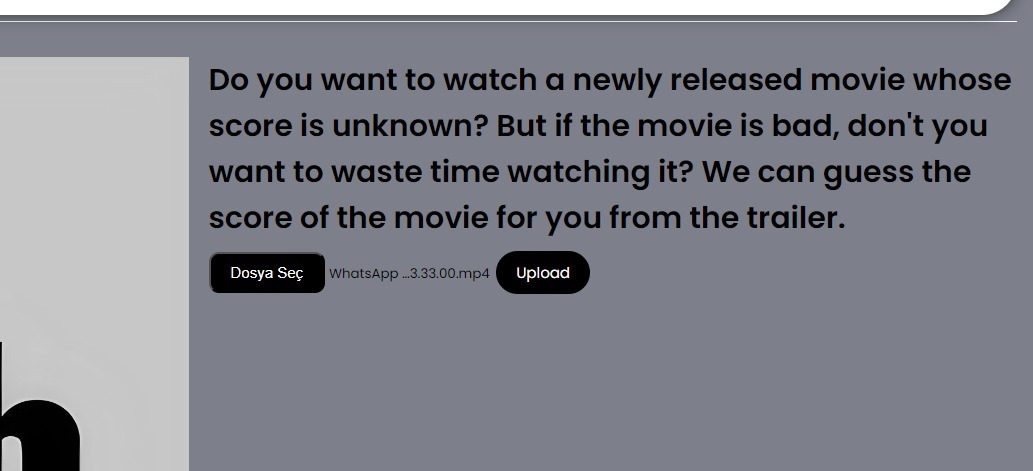 Do you want to watch a newly released movie whose
score is unknown? But if the movie is bad, don't you
want to waste time watching it? We can guess the
score of the movie for you from the trailer.
Dosya Seç WhatsApp ...3.33.00.mp4 Upload
h